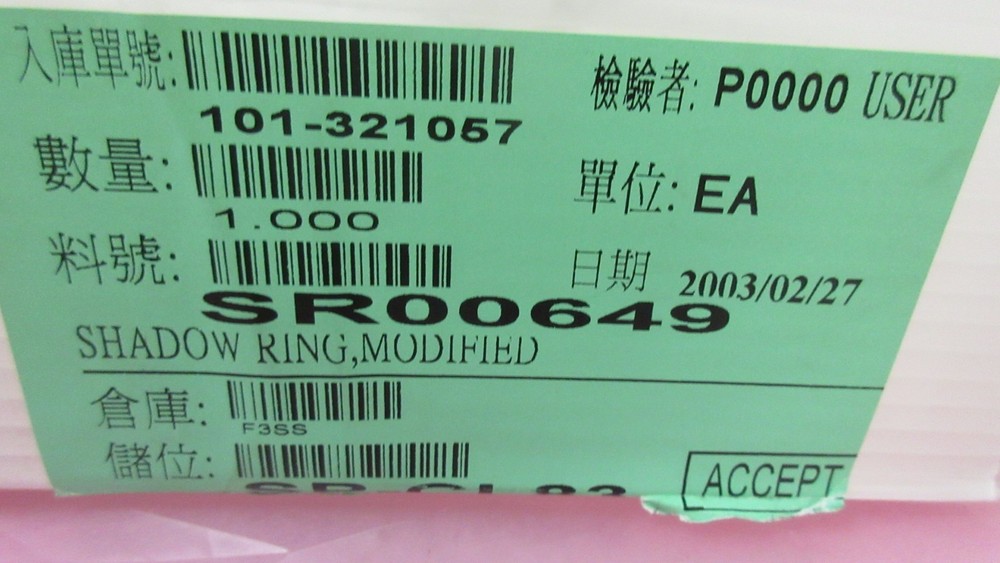 入庫單號:
101-321057
檢驗者: P0000 USER
數量:
1.000
單位: EA
料號:
SR00649
日期 2003/02/27
SHADOW RING,MODIFIED
倉庫:
F3SS
儲位:
ACCEPT